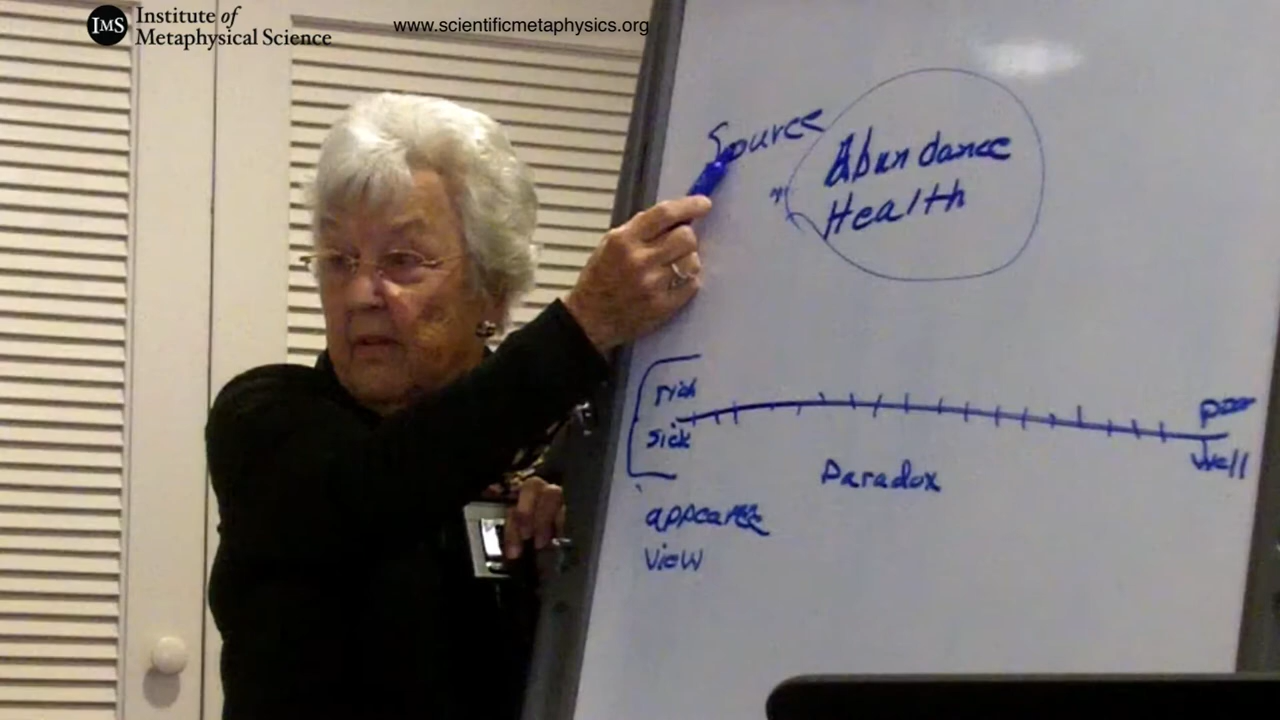 IMS
Institute of
Metaphysical Science
www.scientificmetaphysics.org
Source
Abundance
Health
rich
sick
poor
well
Paradox
appearance
view